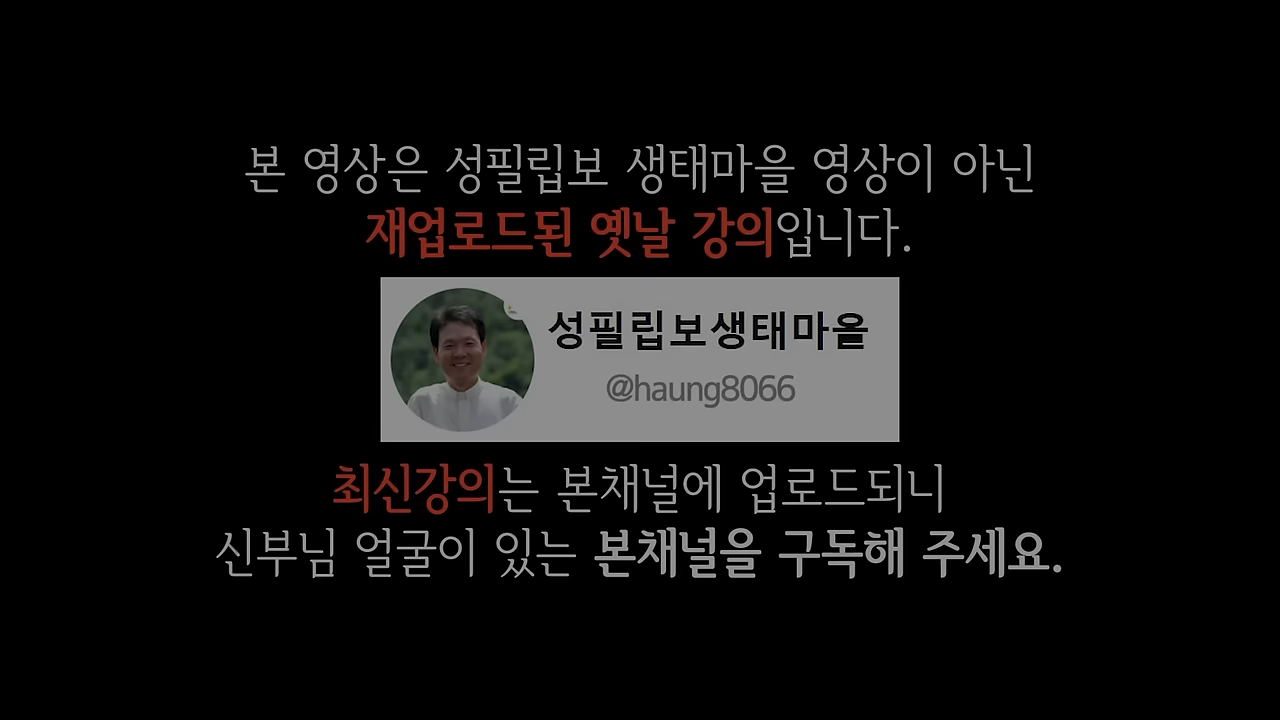 본 영상은 성필립보 생태마을 영상이 아닌
재업로드된 옛날 강의입니다.
성필립보생태마을
@haung8066
최신강의는 본채널에 업로드되니
신부님 얼굴이 있는 본채널을 구독해 주세요.